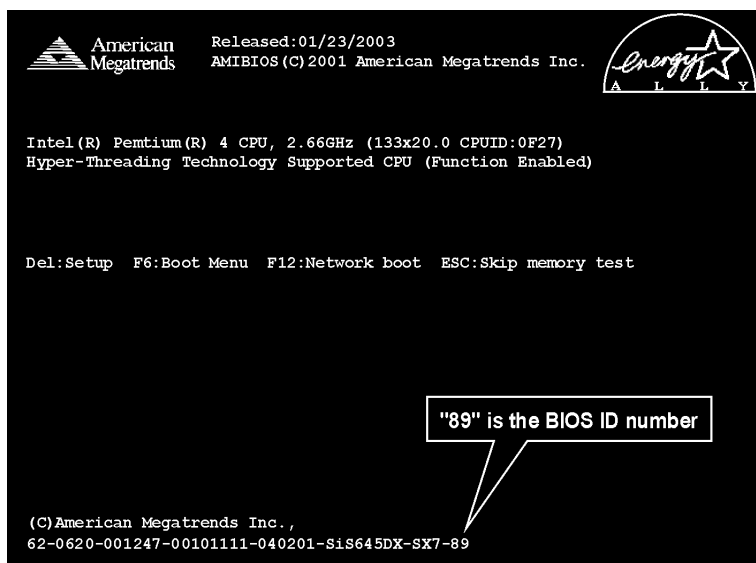 American
Megatrends
Released:01/23/2003
AMIBIOS(C)2001 American Megatrends Inc.
energy
A L L Y
Intel(R) Pemtium(R) 4 CPU, 2.66GHz (133x20.0 CPUID:0F27)
Hyper-Threading Technology Supported CPU (Function Enabled)
Del:Setup F6:Boot Menu F12:Network boot ESC:Skip memory test
"89" is the BIOS ID number
(C)American Megatrends Inc.,
62-0620-001247-00101111-040201-SiS645DX-SX7-89